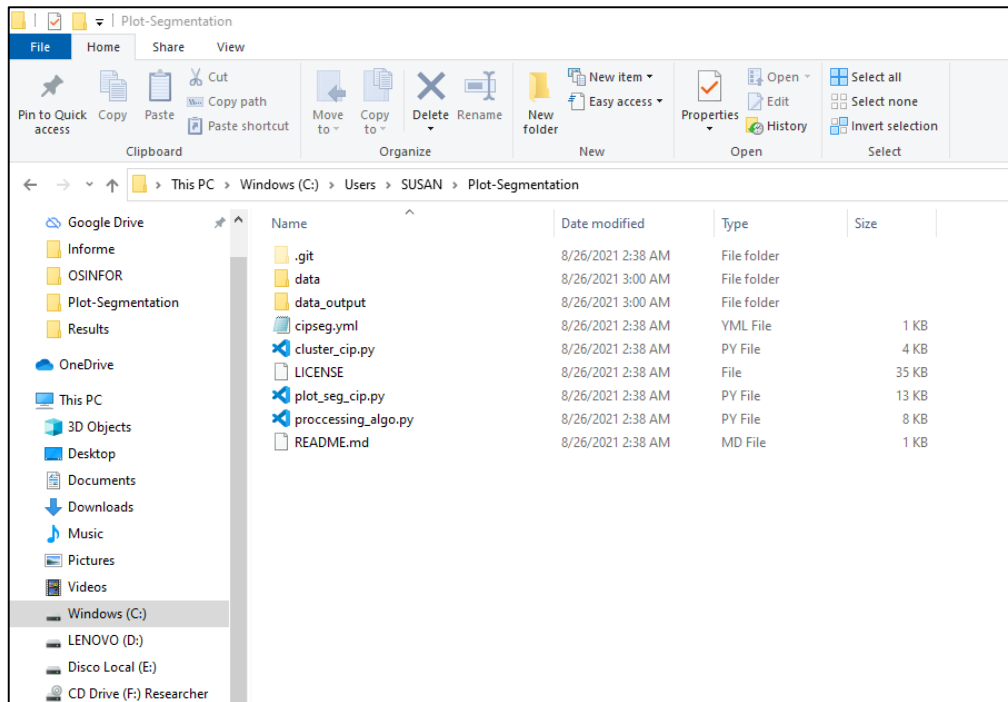 Plot-Segmentation
File Home Share View
Pin to Quick access
Copy
Paste
Cut
Copy path
Paste shortcut
Clipboard
Move to
Copy to
Delete
Rename
Organize
New folder
New item
Easy access
New
Properties
Open
Edit
History
Open
Select all
Select none
Invert selection
Select
This PC > Windows (C:) > Users > SUSAN > Plot-Segmentation
Google Drive
Informe
OSINFOR
Plot-Segmentation
Results
OneDrive
This PC
3D Objects
Desktop
Documents
Downloads
Music
Pictures
Videos
Windows (C:)
LENOVO (D:)
Disco Local (E:)
CD Drive (F:) Researcher
Name Date modified Type Size
.git 8/26/2021 2:38 AM File folder
data 8/26/2021 3:00 AM File folder
data_output 8/26/2021 3:00 AM File folder
cipseg.yml 8/26/2021 2:38 AM YML File 1 KB
cluster_cip.py 8/26/2021 2:38 AM PY File 4 KB
LICENSE 8/26/2021 2:38 AM File 35 KB
plot_seg_cip.py 8/26/2021 2:38 AM PY File 13 KB
proccessing_algo.py 8/26/2021 2:38 AM PY File 8 KB
README.md 8/26/2021 2:38 AM MD File 1 KB